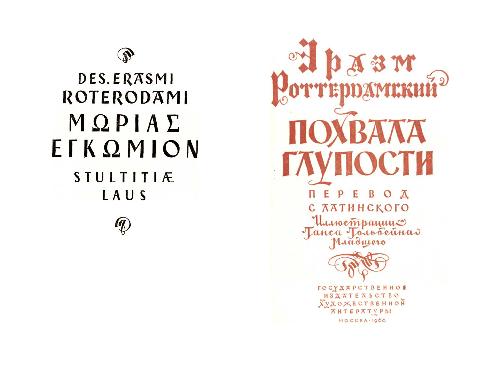 DES. ERASMI
ROTERODAMI
ΜΩΡΙΑΣ
ΕΓΚΩΜΙΟΝ
STULTITIÆ
LAUS
Эразм
Роттердамский
ПОХВАЛА
ГЛУПОСТИ
ПЕРЕВОД
С ЛАТИНСКОГО
Иллюстрации
Ганса Гольбейна
Младшего
ГОСУДАРСТВЕННОЕ
ИЗДАТЕЛЬСТВО
ХУДОЖЕСТВЕННОЙ
ЛИТЕРАТУРЫ
МОСКВА - 1960